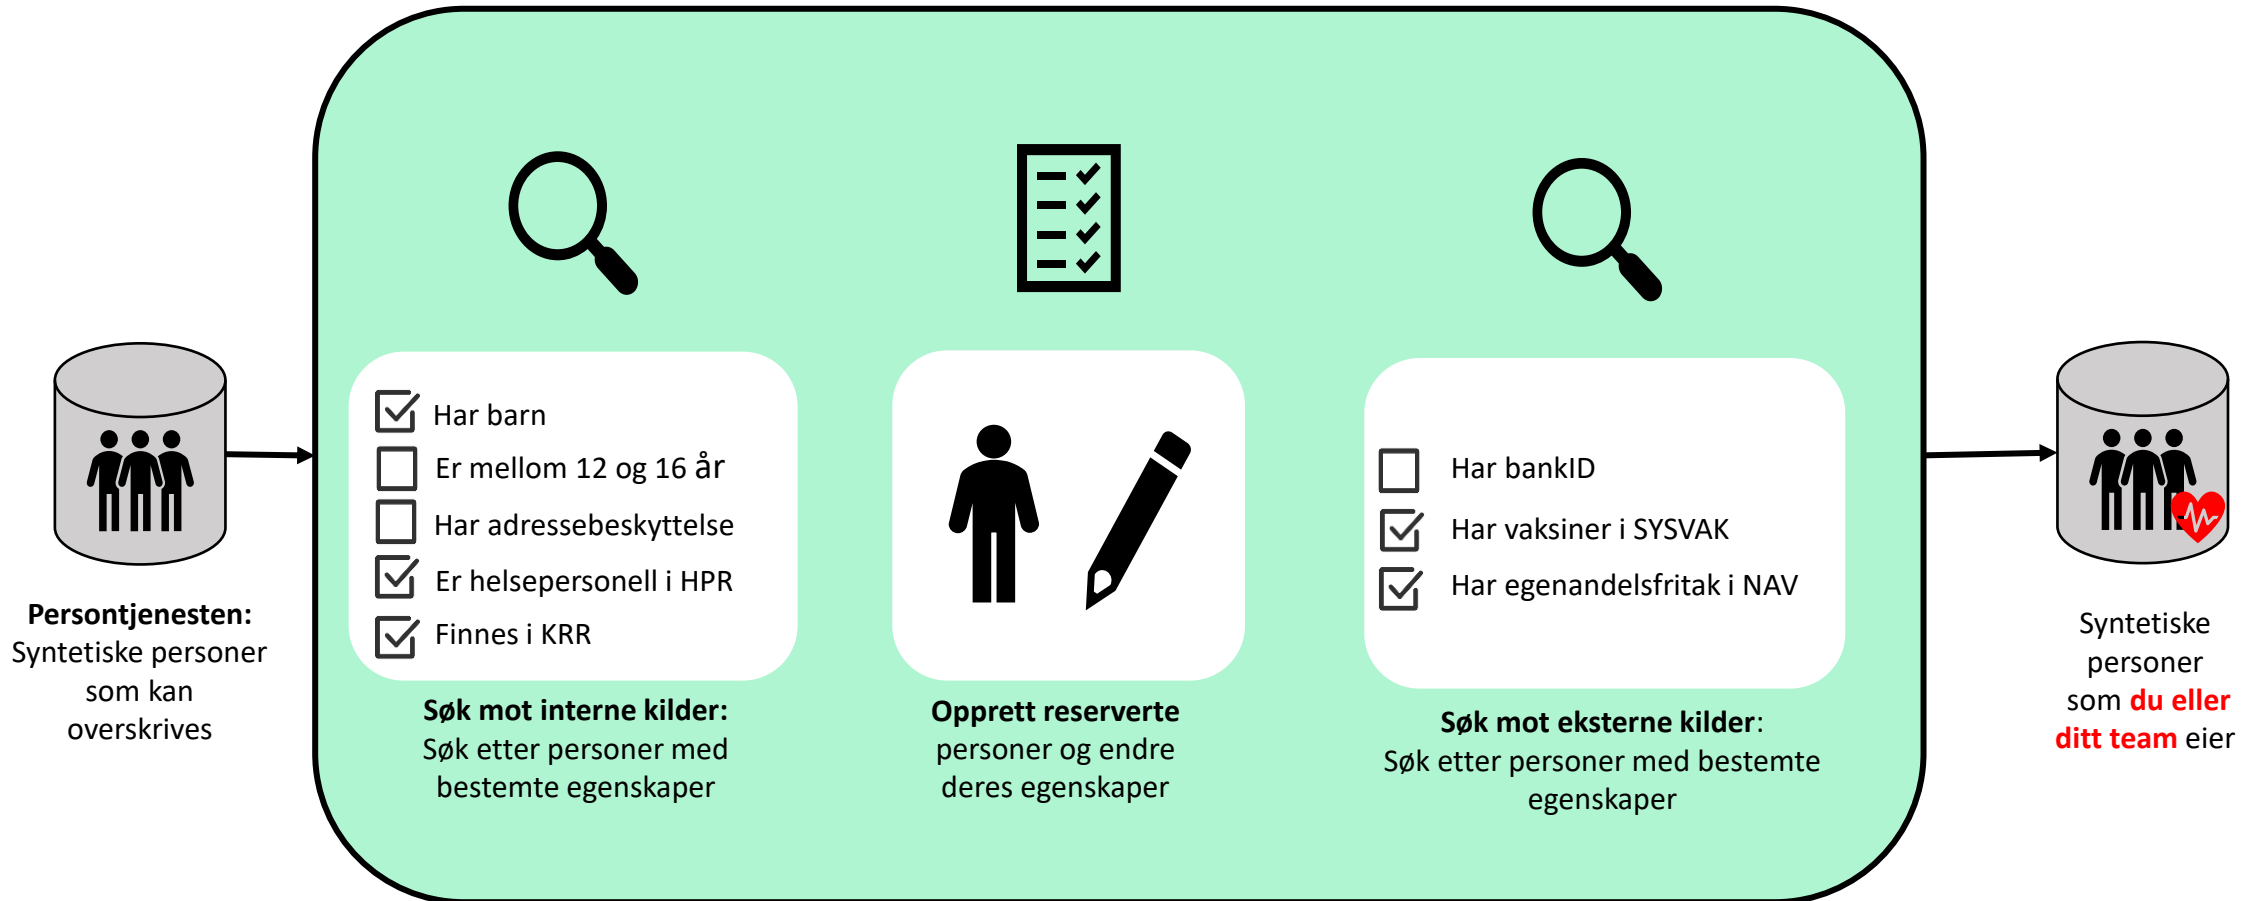 Persontjenesten:
Syntetiske personer
som kan
overskrives
Har barn
Er mellom 12 og 16 år
Har adressebeskyttelse
Er helsepersonell i HPR
Finnes i KRR
Søk mot interne kilder:
Søk etter personer med
bestemte egenskaper
Opprett reserverte
personer og endre
deres egenskaper
Har bankID
Har vaksiner i SYSVAK
Har egenandelsfritak i NAV
Søk mot eksterne kilder:
Søk etter personer med bestemte
egenskaper
Syntetiske
personer
som du eller
ditt team eier